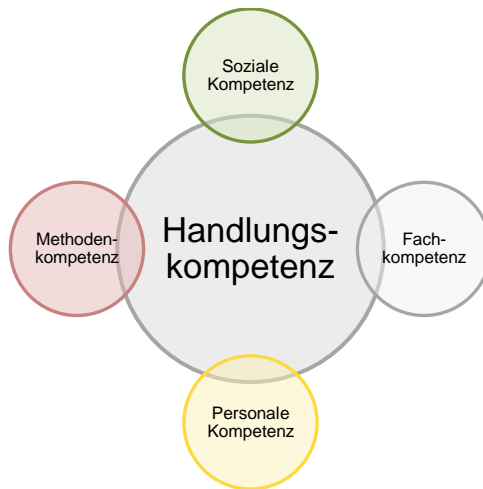 Soziale
Kompetenz
Methoden-
kompetenz
Handlungs-
kompetenz
Fach-
kompetenz
Personale
Kompetenz